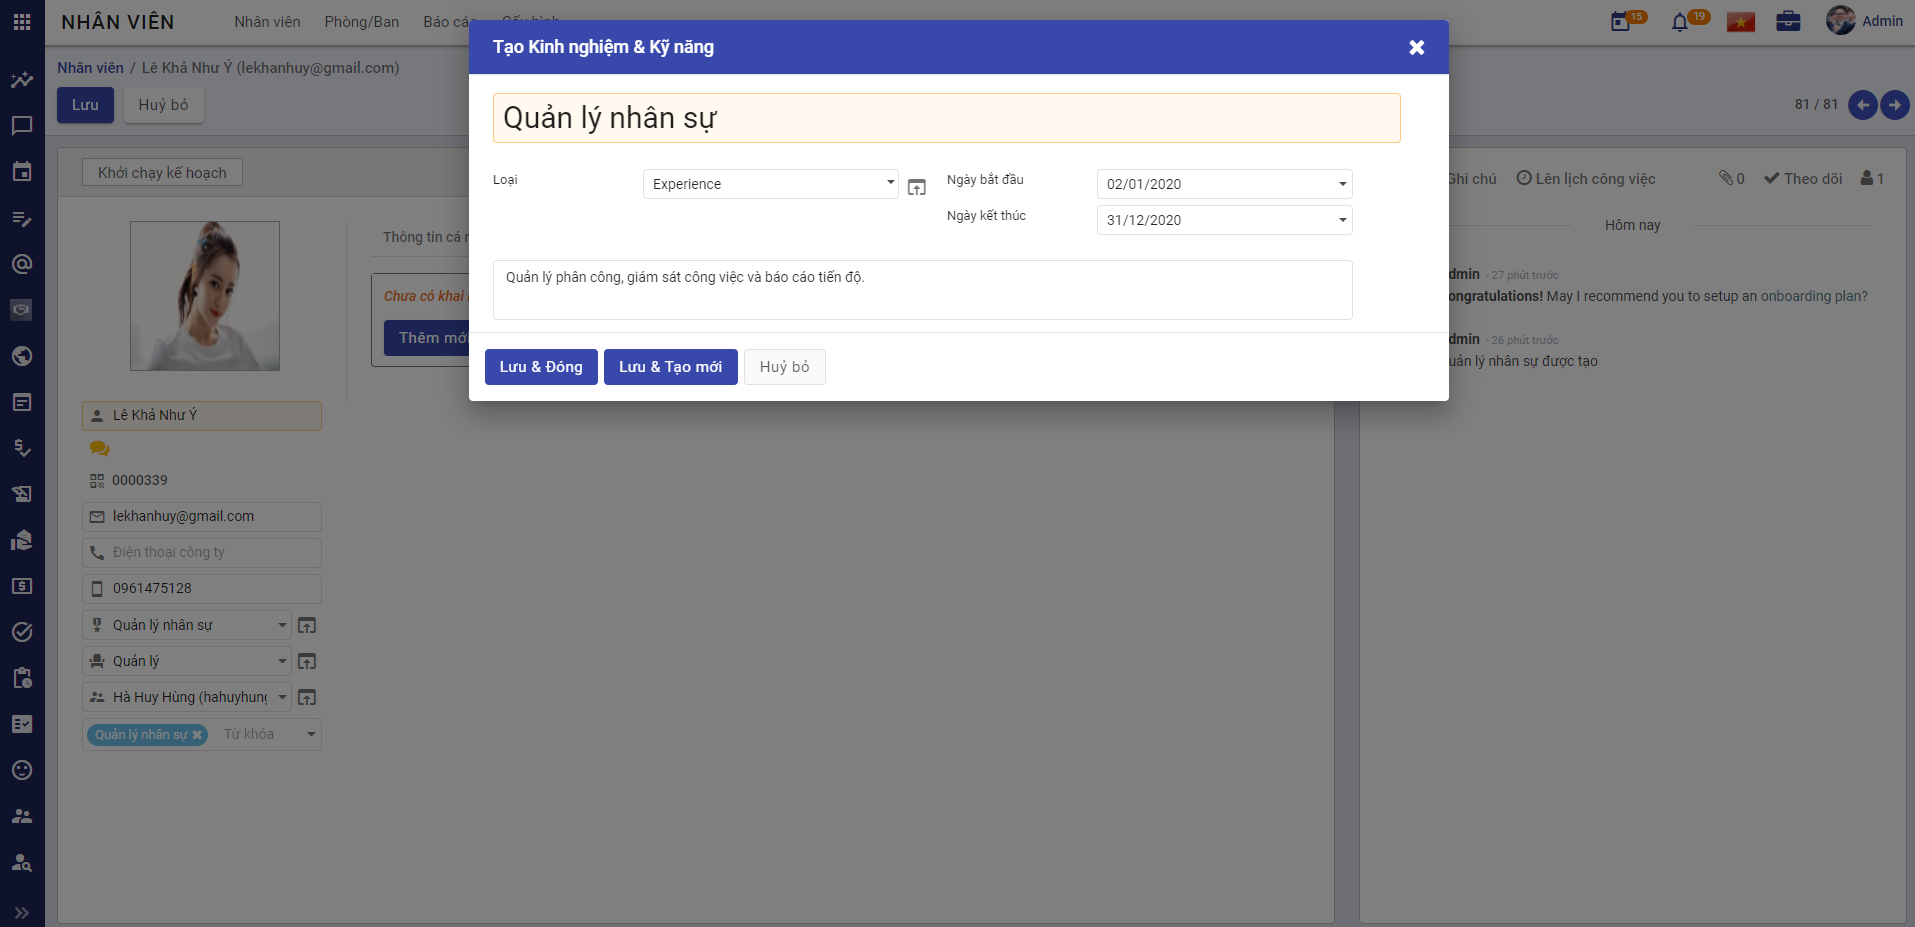 NHÂN VIÊN
Nhân viên
Phòng/Ban
Báo cáo
Cấu hình
15
19
Admin
Nhân viên / Lê Khả Như Ý (lekhanhuy@gmail.com)
Lưu
Huỷ bỏ
81 / 81
Tạo Kinh nghiệm & Kỹ năng
Quản lý nhân sự
Loại
Experience
Ngày bắt đầu
02/01/2020
Ngày kết thúc
31/12/2020
Quản lý phân công, giám sát công việc và báo cáo tiến độ.
Lưu & Đóng
Lưu & Tạo mới
Huỷ bỏ
Khởi chạy kế hoạch
Thông tin cá
Chưa có khai
Thêm mới
Lê Khả Như Ý
0000339
lekhanhuy@gmail.com
Điện thoại công ty
0961475128
Quản lý nhân sự
Quản lý
Hà Huy Hùng (hahuyhung
Quản lý nhân sự
Từ khóa
Ghi chú
Lên lịch công việc
0
Theo dõi
1
Hôm nay
dmin - 27 phút trước
ongratulations! May I recommend you to setup an onboarding plan?
dmin - 26 phút trước
uản lý nhân sự được tạo